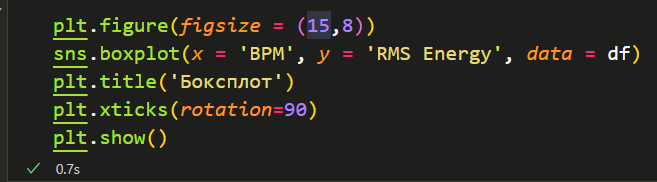 plt.figure(figsize = (15,8))
sns.boxplot(x = 'BPM', y = 'RMS Energy', data = df)
plt.title('Боксплот')
plt.xticks(rotation=90)
plt.show()
0.7s